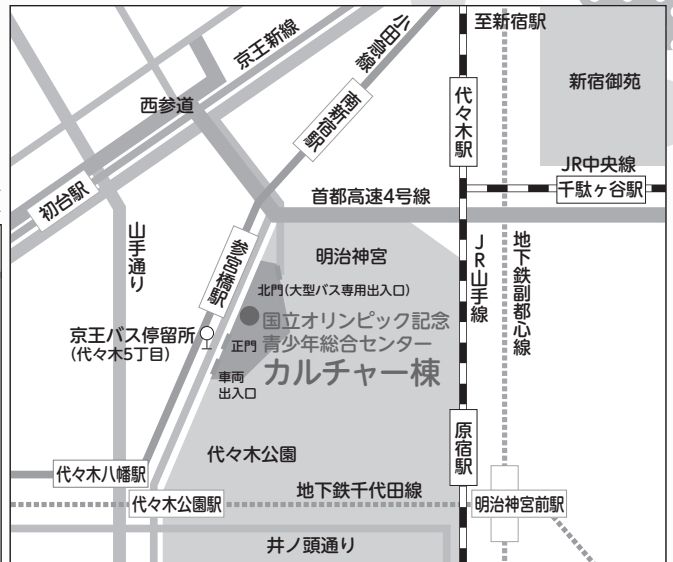 至新宿駅
小田急線
京王新線
新宿御苑
代々木駅
西参道
南新宿駅
JR中央線
千駄ヶ谷駅
初台駅
首都高速4号線
山手通り
参宮橋駅
明治神宮
JR山手線
地下鉄副都心線
北門(大型バス専用出入口)
国立オリンピック記念
青少年総合センター
カルチャー棟
京王バス停留所
(代々木5丁目)
正門
車両
出入口
原宿駅
代々木公園
代々木八幡駅
地下鉄千代田線
代々木公園駅
明治神宮前駅
井ノ頭通り